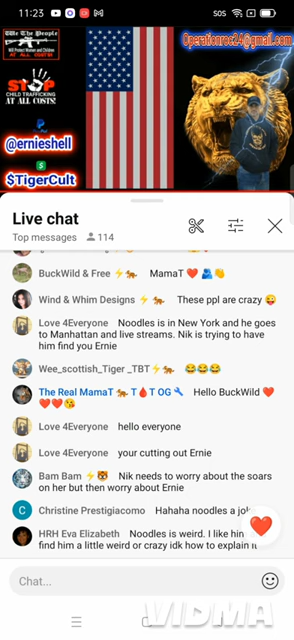 11:23
SOS
We The People
Will Protect Women and Children
AT ALL COSTS!
STOP
CHILD TRAFFICKING
AT ALL COSTS!
@ernieshell
$TigerCult
Operationroc24@gmail.com
Live chat
Top messages 114
BuckWild & Free ⚡🐅 MamaT ❤️🫂👏
Wind & Whim Designs ⚡🐅 These ppl are crazy 😜
Love 4Everyone Noodles is in New York and he goes
to Manhattan and live streams. Nik is trying to
have him find you Ernie
Wee_scottish_Tiger _TBT⚡🐅 😂😂😂
The Real MamaT 🐅 T🩸T OG 🔧 Hello BuckWild ❤️
❤️❤️😘
Love 4Everyone hello everyone
Love 4Everyone your cutting out Ernie
Bam Bam ⚡🐯 Nik needs to worry about the soars
on her but then worry about Ernie
C Christine Prestigiacomo Hahaha noodles a jok
HRH Eva Elizabeth Noodles is weird. I like him
find him a little weird or crazy idk how to explain it
Chat...
VIDMA